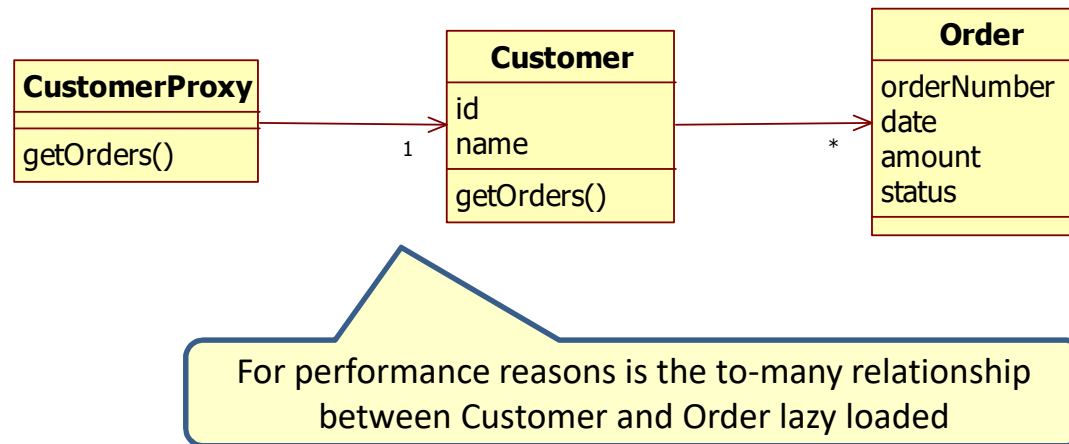 CustomerProxy
getOrders()
1
Customer
id
name
getOrders()
*
Order
orderNumber
date
amount
status
For performance reasons is the to-many relationship
between Customer and Order lazy loaded